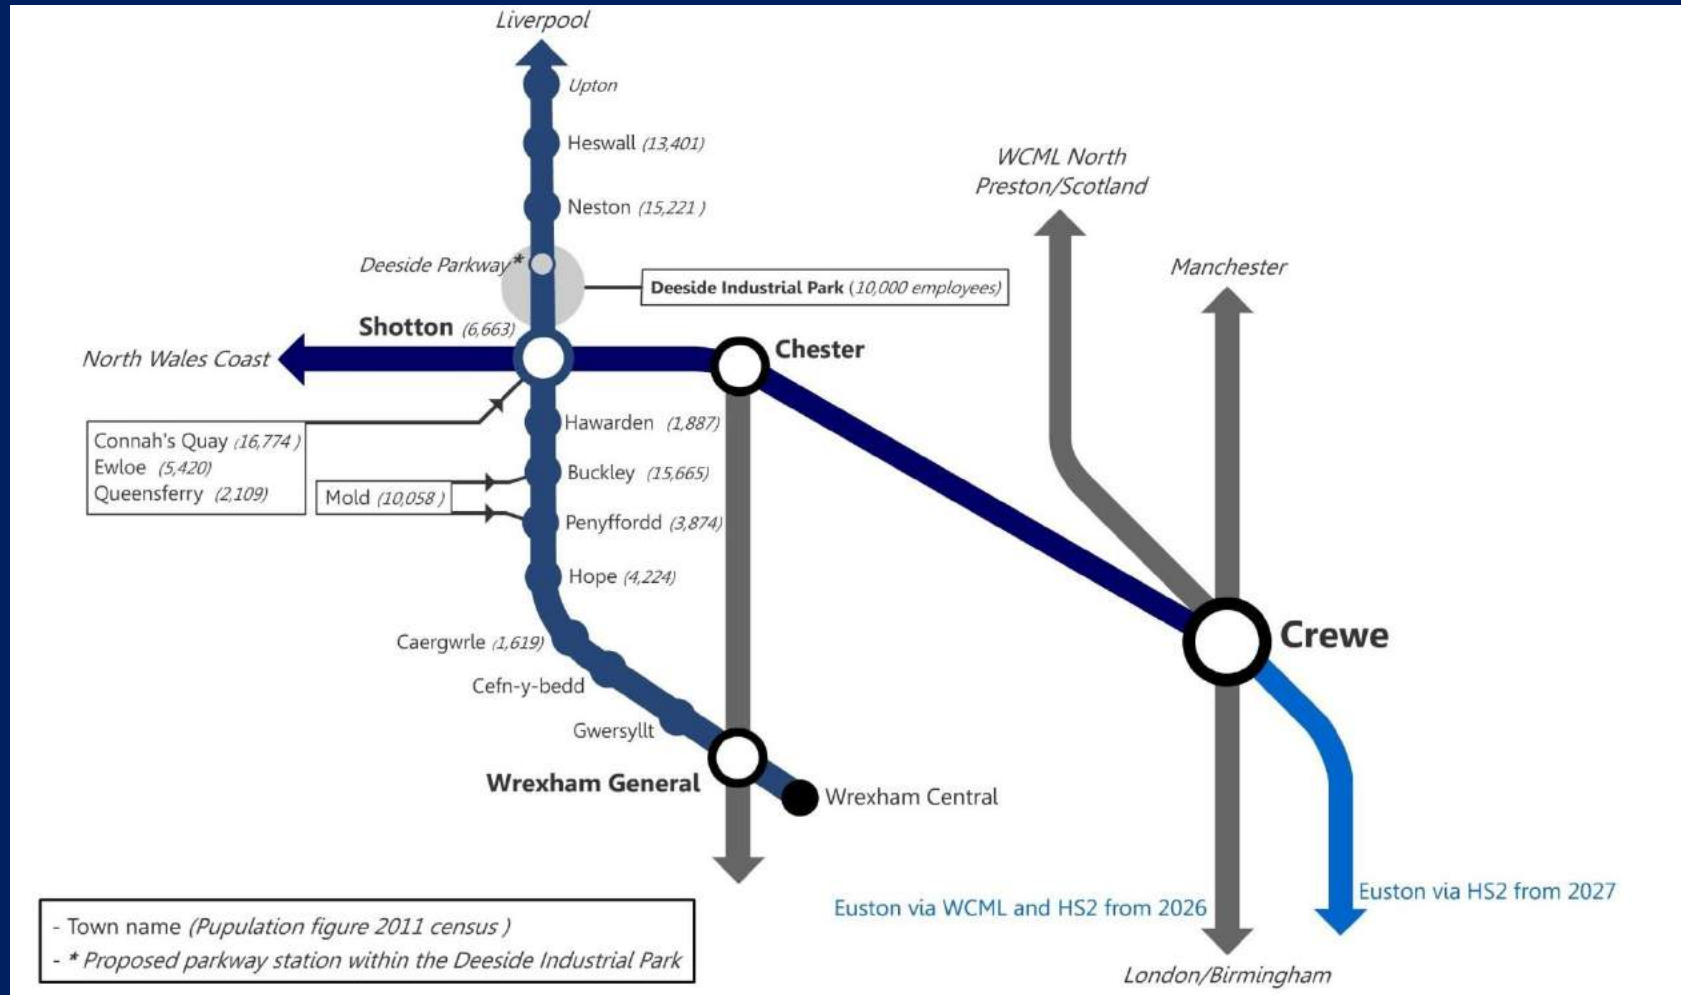 Liverpool
Upton
Heswall (13,401)
Neston (15,221 )
Deeside Parkway*
Deeside Industrial Park (10,000 employees)
Shotton (6,663)
North Wales Coast
Chester
WCML North
Preston/Scotland
Manchester
Connah's Quay (16,774 )
Ewloe (5,420)
Queensferry (2,109)
Mold (10,058 )
Hawarden (1,887)
Buckley (15,665)
Penyffordd (3,874)
Hope (4,224)
Caergwrle (1,619)
Cefn-y-bedd
Gwersyllt
Wrexham General
Wrexham Central
Crewe
Euston via WCML and HS2 from 2026
Euston via HS2 from 2027
London/Birmingham
- Town name (Pupulation figure 2011 census )
- * Proposed parkway station within the Deeside Industrial Park